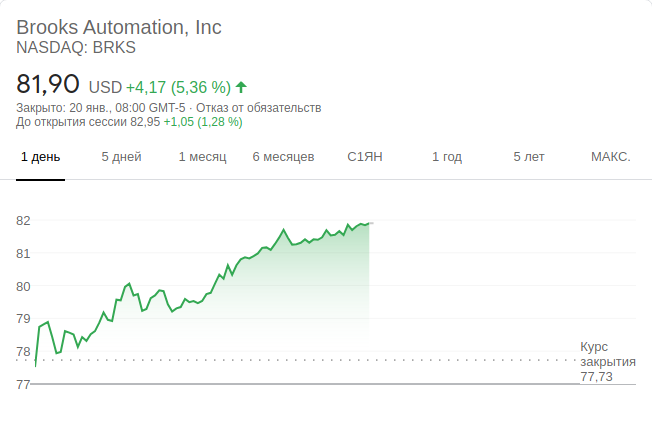 Brooks Automation, Inc
NASDAQ: BRKS
81,90 USD +4,17 (5,36 %)
Закрыто: 20 янв., 08:00 GMT-5 · Отказ от обязательств
До открытия сессии 82,95 +1,05 (1,28 %)
1 день 5 дней 1 месяц 6 месяцев С1ЯН 1 год 5 лет МАКС.
82
81
80
79
78
77
Курс
закрытия
77,73